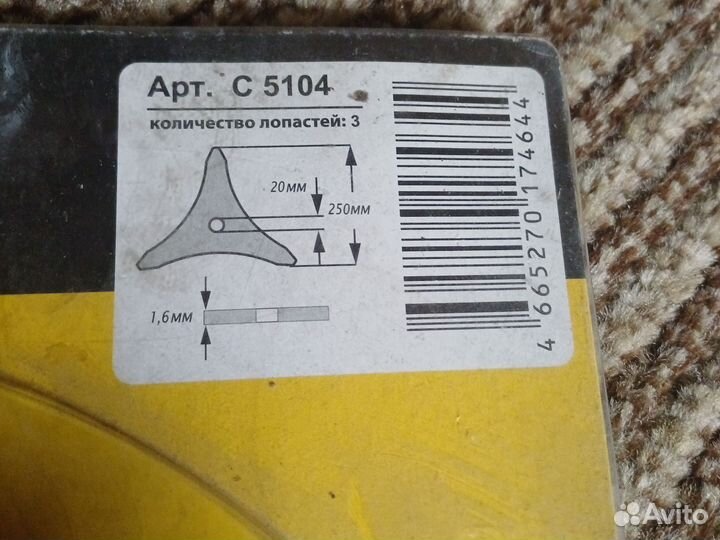 Арт. С 5104
количество лопастей: 3
20мм
250мм
1,6мм
4 665270 174644
Avito